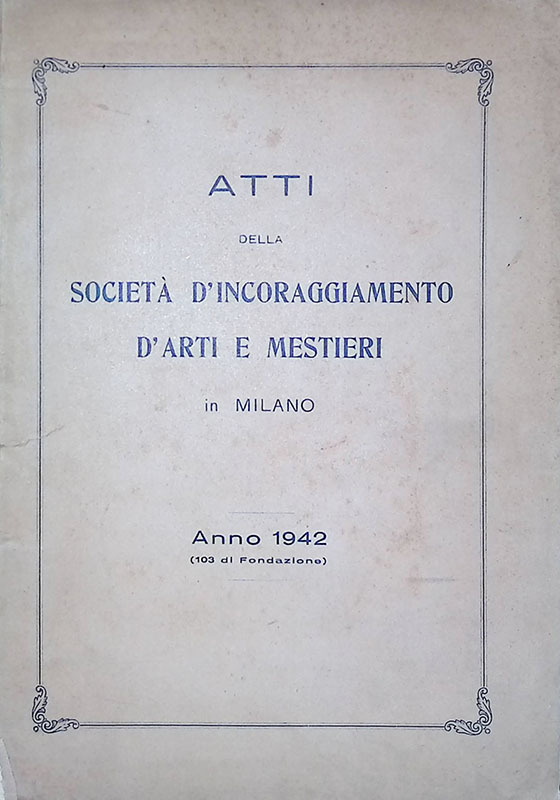 ATTI
DELLA
SOCIETÀ D'INCORAGGIAMENTO
D'ARTI E MESTIERI
in MILANO
Anno 1942
(103 di Fondazione)